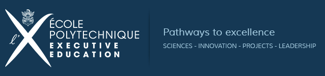 l'X
ÉCOLE
POLYTECHNIQUE
EXECUTIVE
EDUCATION
Pathways to excellence
SCIENCES - INNOVATION - PROJECTS - LEADERSHIP